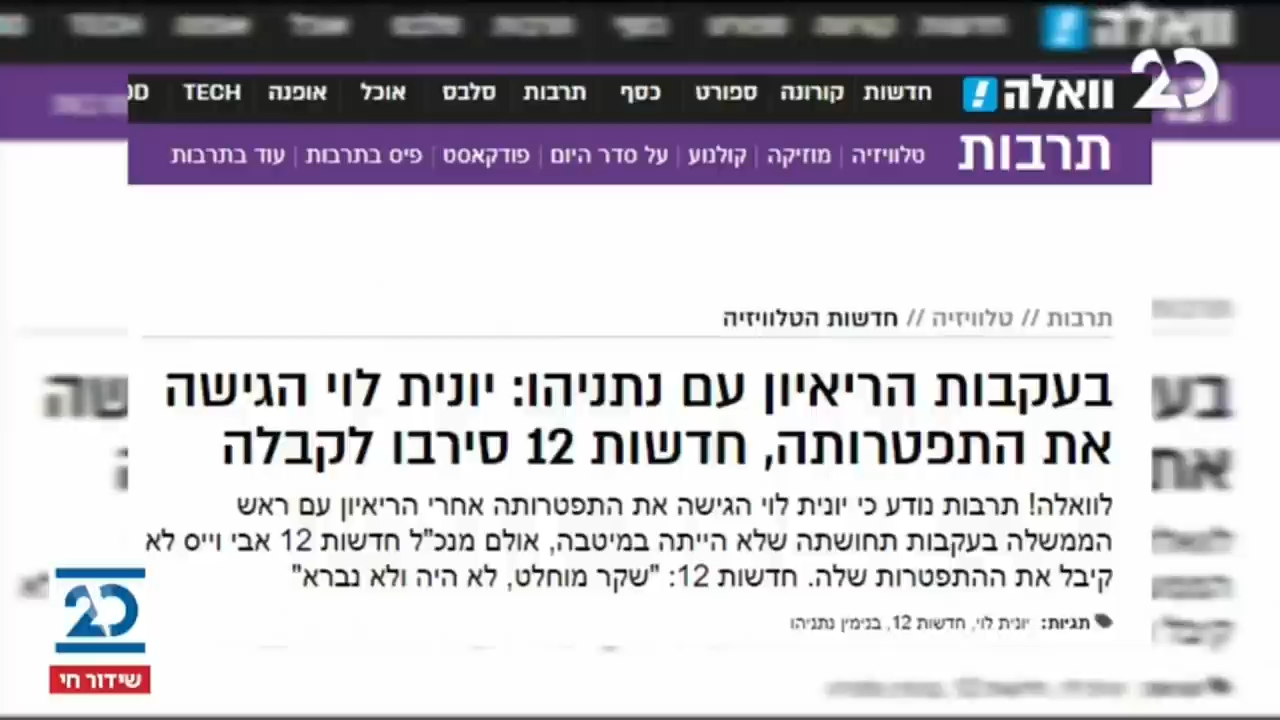 וואלה! חדשות קורונה ספורט כסף תרבות סלבס אוכל אופנה TECH
20
תרבות טלוויזיה | מוזיקה | קולנוע | על סדר היום | פודקאסט | פיס בתרבות | עוד בתרבות
תרבות // טלוויזיה // חדשות הטלוויזיה
בעקבות הריאיון עם נתניהו: יונית לוי הגישה
את התפטרותה, חדשות 12 סירבו לקבלה
לוואלה! תרבות נודע כי יונית לוי הגישה את התפטרותה אחרי הריאיון עם ראש
הממשלה בעקבות תחושתה שלא הייתה במיטבה, אולם מנכ"ל חדשות 12 אבי וייס לא
קיבל את ההתפטרות שלה. חדשות 12: "שקר מוחלט, לא היה ולא נברא"
תגיות: יונית לוי, חדשות 12, בנימין נתניהו
20
שידור חי